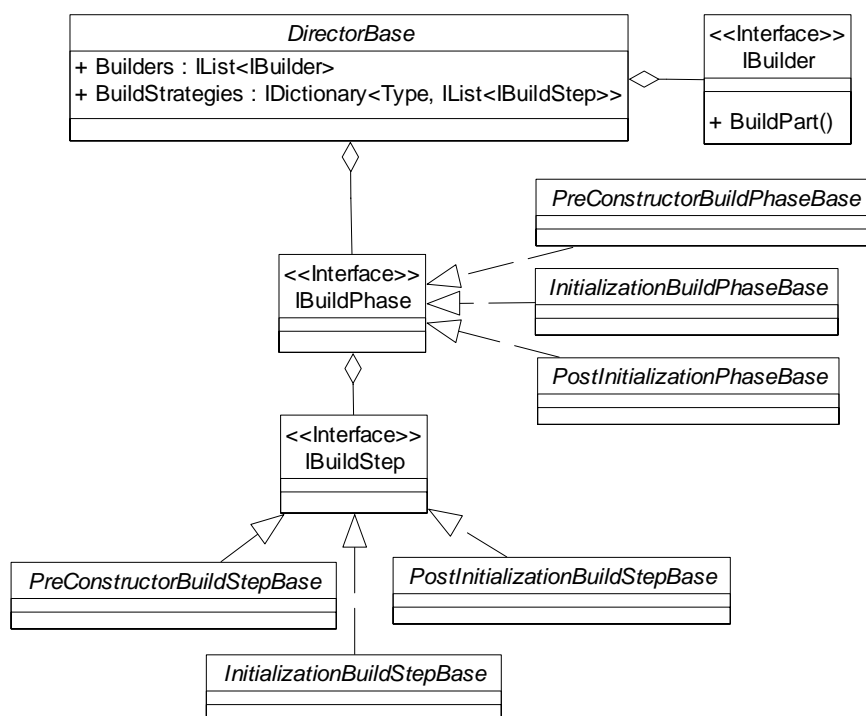 DirectorBase
+ Builders : IList<IBuilder>
+ BuildStrategies : IDictionary<Type, IList<IBuildStep>>
<<Interface>>
IBuilder
+ BuildPart()
PreConstructorBuildPhaseBase
<<Interface>>
IBuildPhase
InitializationBuildPhaseBase
PostInitializationPhaseBase
<<Interface>>
IBuildStep
PreConstructorBuildStepBase
PostInitializationBuildStepBase
InitializationBuildStepBase